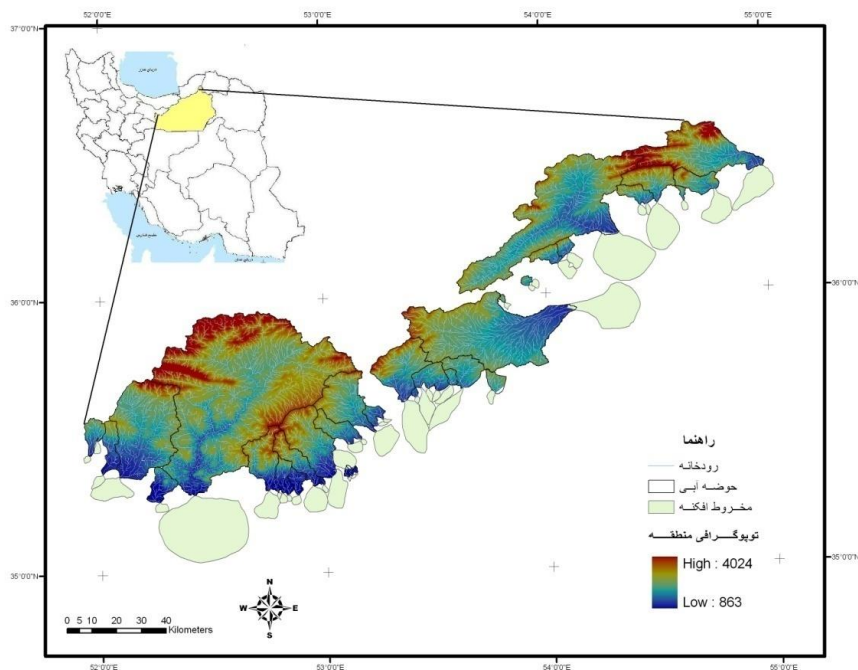 52°0'0"E 53°0'0"E 54°0'0"E 55°0'0"E
37°0'0"N
36°0'0"N
36°0'0"N
راهنما
رودخانه
حوضه آبی
مخروط افکنه
توپوگرافی منطقه
High : 4024
Low : 863
35°0'0"N
35°0'0"N
N
W E
S
0 5 10 20 30 40
Kilometers
52°0'0"E 53°0'0"E 54°0'0"E 55°0'0"E